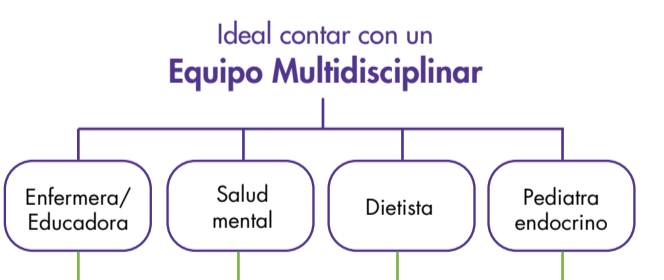 Ideal contar con un
Equipo Multidisciplinar
Enfermera/
Educadora
Salud
mental
Dietista
Pediatra
endocrino